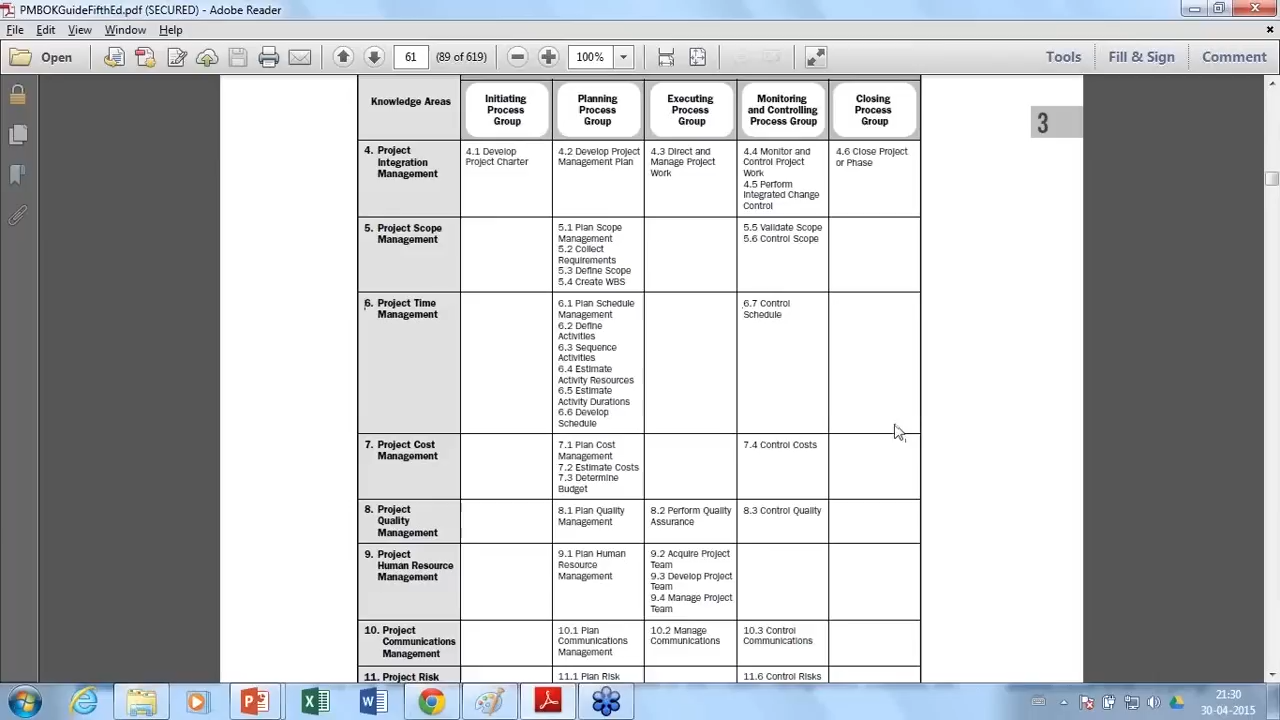 PMBOKGuideFifthEd.pdf (SECURED) - Adobe Reader
File Edit View Window Help
Open 61 (89 of 619) 100% Tools Fill & Sign Comment
3
Knowledge Areas
Initiating
Process
Group
Planning
Process
Group
Executing
Process
Group
Monitoring
and Controlling
Process Group
Closing
Process
Group
4. Project
Integration
Management
4.1 Develop
Project Charter
4.2 Develop Project
Management Plan
4.3 Direct and
Manage Project
Work
4.4 Monitor and
Control Project
Work
4.5 Perform
Integrated Change
Control
4.6 Close Project
or Phase
5. Project Scope
Management
5.1 Plan Scope
Management
5.2 Collect
Requirements
5.3 Define Scope
5.4 Create WBS
5.5 Validate Scope
5.6 Control Scope
6. Project Time
Management
6.1 Plan Schedule
Management
6.2 Define
Activities
6.3 Sequence
Activities
6.4 Estimate
Activity Resources
6.5 Estimate
Activity Durations
6.6 Develop
Schedule
6.7 Control
Schedule
7. Project Cost
Management
7.1 Plan Cost
Management
7.2 Estimate Costs
7.3 Determine
Budget
7.4 Control Costs
8. Project
Quality
Management
8.1 Plan Quality
Management
8.2 Perform Quality
Assurance
8.3 Control Quality
9. Project
Human Resource
Management
9.1 Plan Human
Resource
Management
9.2 Acquire Project
Team
9.3 Develop Project
Team
9.4 Manage Project
Team
10. Project
Communications
Management
10.1 Plan
Communications
Management
10.2 Manage
Communications
10.3 Control
Communications
11. Project Risk
11.1 Plan Risk
11.6 Control Risks
21:30
30-04-2015